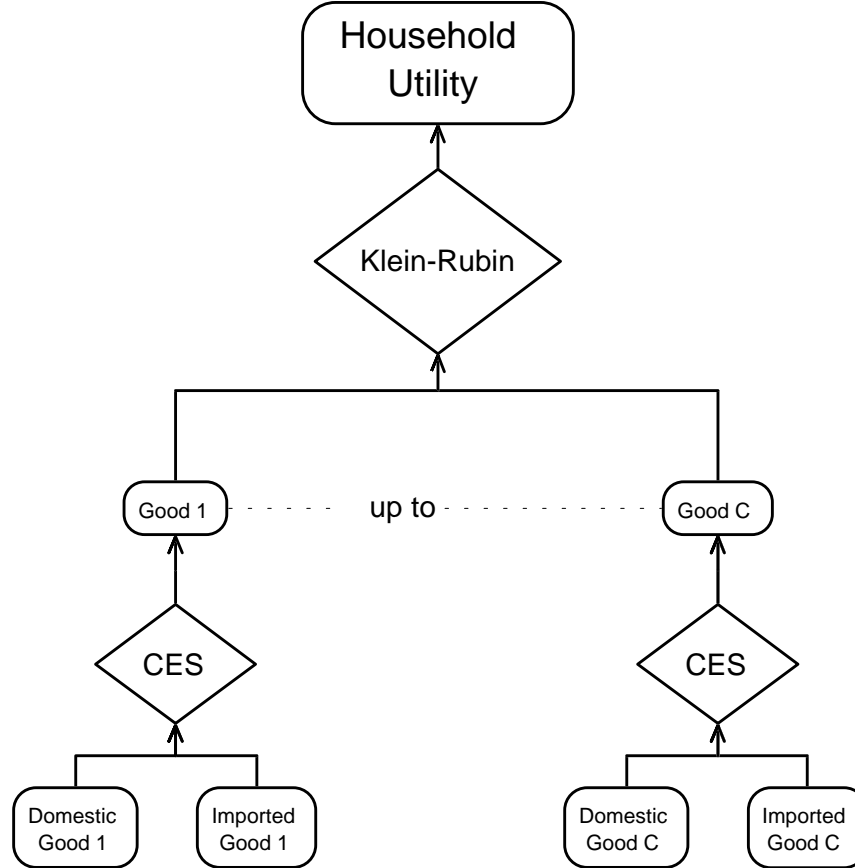 Household
Utility
Klein-Rubin
Good 1
up to
Good C
CES
CES
Domestic
Good 1
Imported
Good 1
Domestic
Good C
Imported
Good C